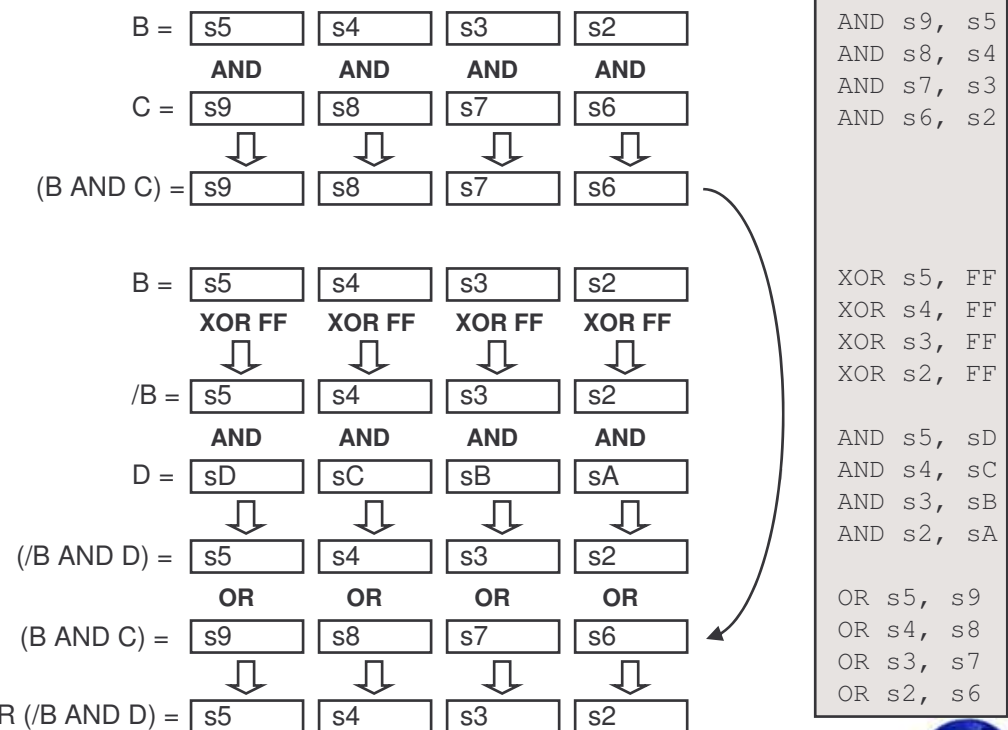 B = s5 s4 s3 s2
AND AND AND AND
C = s9 s8 s7 s6
(B AND C) = s9 s8 s7 s6
B = s5 s4 s3 s2
XOR FF XOR FF XOR FF XOR FF
/B = s5 s4 s3 s2
AND AND AND AND
D = sD sC sB sA
(/B AND D) = s5 s4 s3 s2
OR OR OR OR
(B AND C) = s9 s8 s7 s6
R (/B AND D) = s5 s4 s3 s2
AND s9, s5
AND s8, s4
AND s7, s3
AND s6, s2
XOR s5, FF
XOR s4, FF
XOR s3, FF
XOR s2, FF
AND s5, sD
AND s4, sC
AND s3, sB
AND s2, sA
OR s5, s9
OR s4, s8
OR s3, s7
OR s2, s6